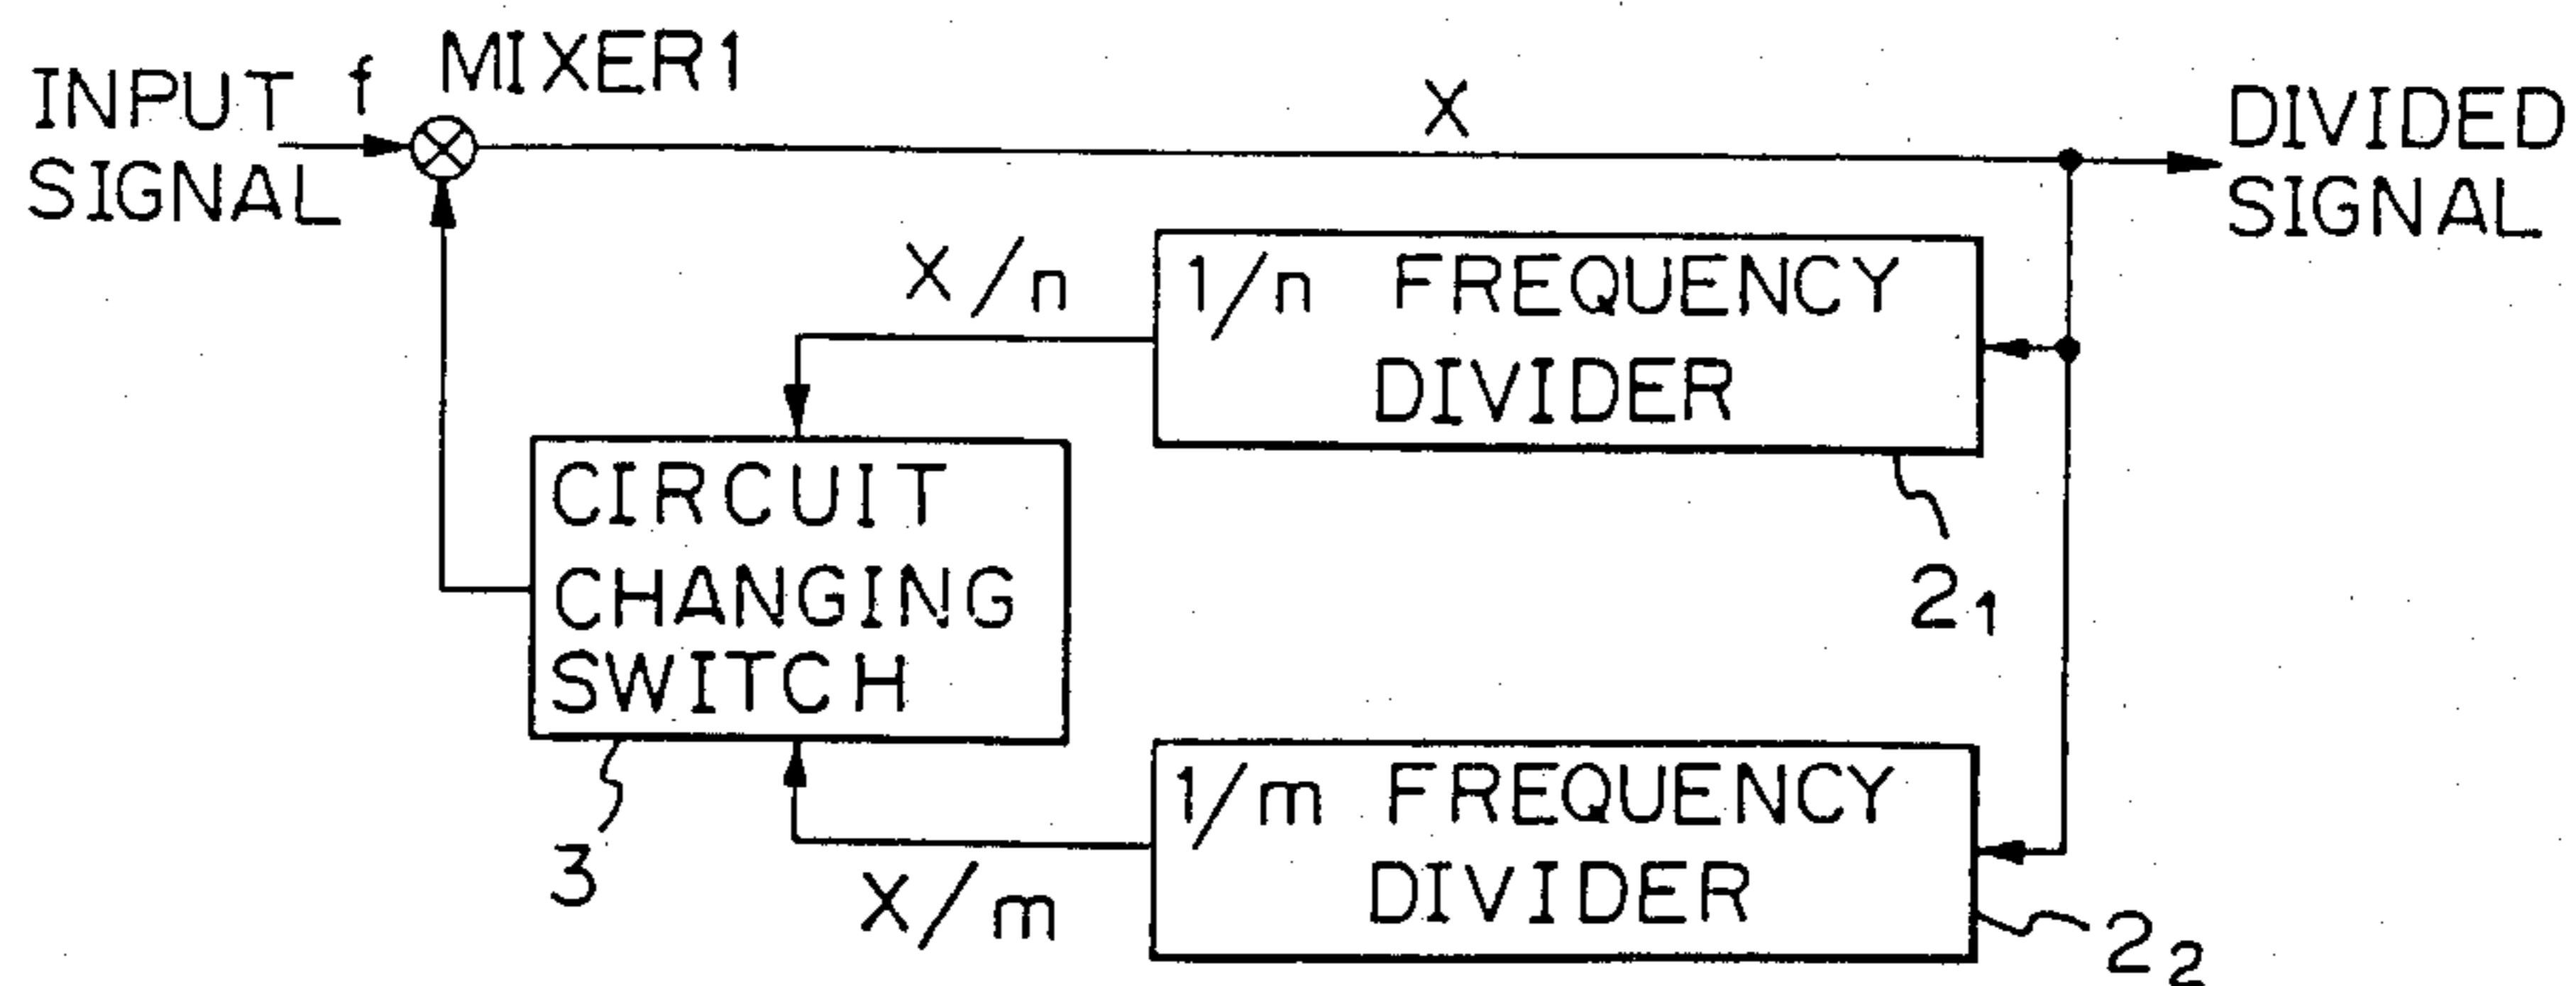 INPUT f MIXER1
SIGNAL
X
DIVIDED
SIGNAL
X/n
1/n FREQUENCY
DIVIDER
2₁
CIRCUIT
CHANGING
SWITCH
3
X/m
1/m FREQUENCY
DIVIDER
2₂